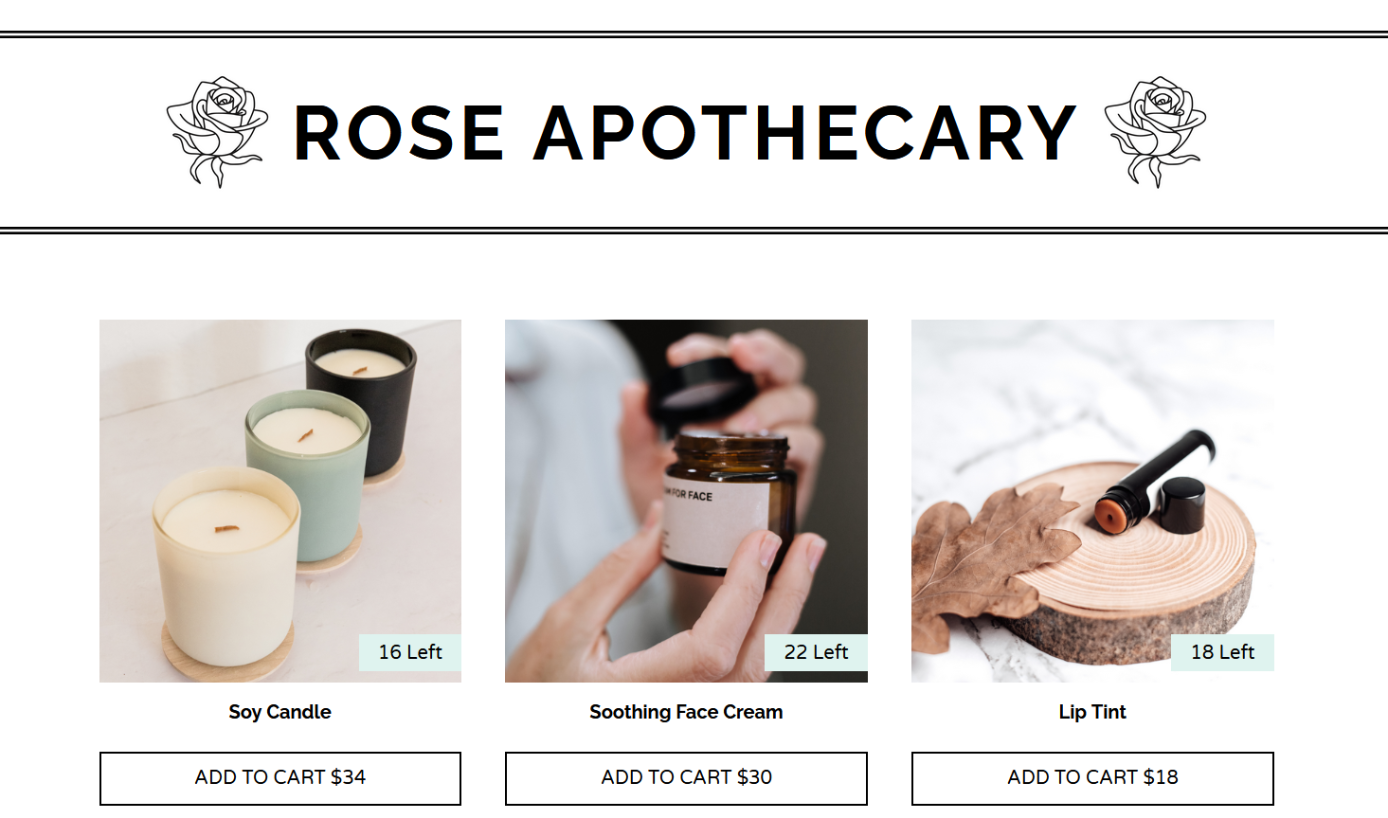 ROSE APOTHECARY
FOR FACE
16 Left
22 Left
18 Left
Soy Candle
Soothing Face Cream
Lip Tint
ADD TO CART $34
ADD TO CART $30
ADD TO CART $18